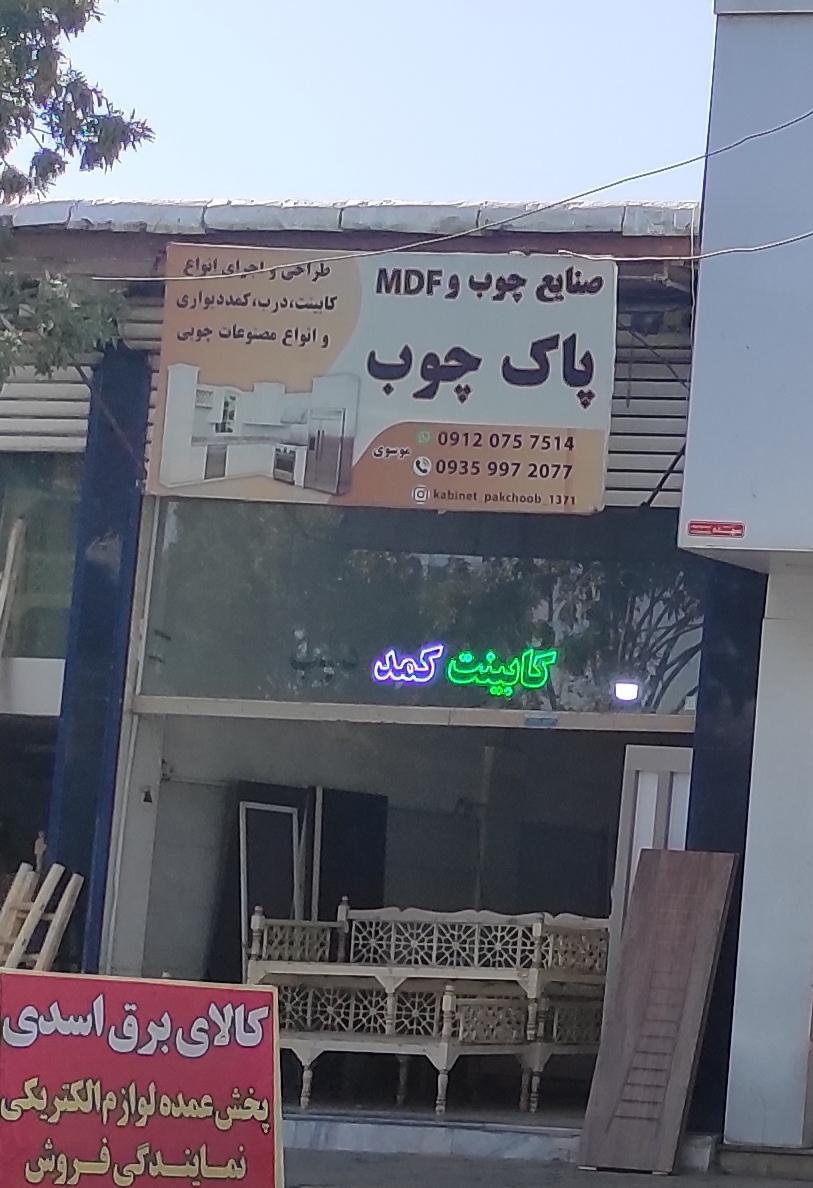 صنایع چوب و MDF
پاک چوب
طراحی و اجرای انواع
کابینت،درب،کمددیواری
و انواع مصنوعات چوبی
موسوی
0912 075 7514
0935 997 2077
kabinet_pakchoob_1371
کابینت کمد درب
کالای برق اسدی
پخش عمده لوازم الکتریکی
نمایندگی فروش